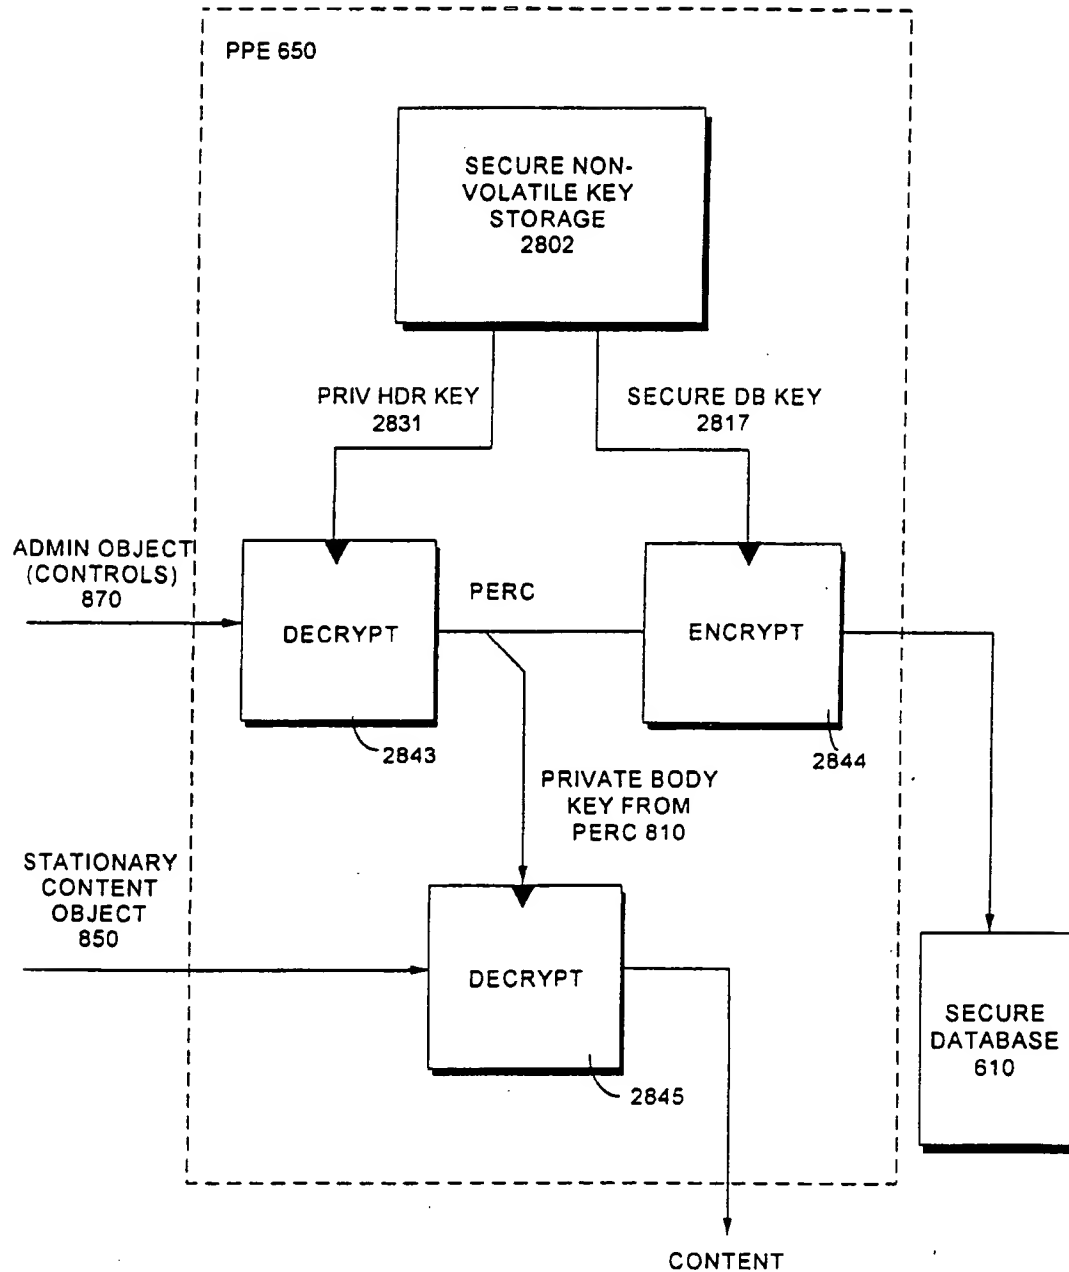 PPE 650
SECURE NON-
VOLATILE KEY
STORAGE
2802
PRIV HDR KEY
2831
SECURE DB KEY
2817
ADMIN OBJECT
(CONTROLS)
870
DECRYPT
PERC
ENCRYPT
2843
2844
PRIVATE BODY
KEY FROM
PERC 810
STATIONARY
CONTENT
OBJECT
850
DECRYPT
2845
SECURE
DATABASE
610
CONTENT